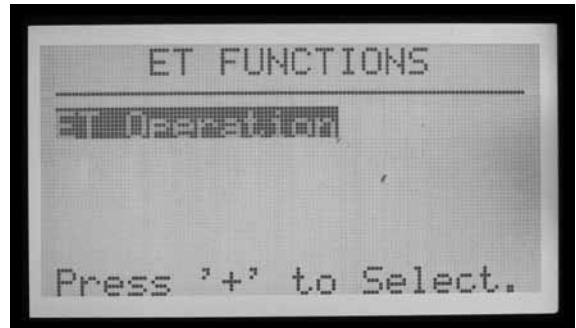 ET FUNCTIONS
ET Operation
Press '+' to Select.